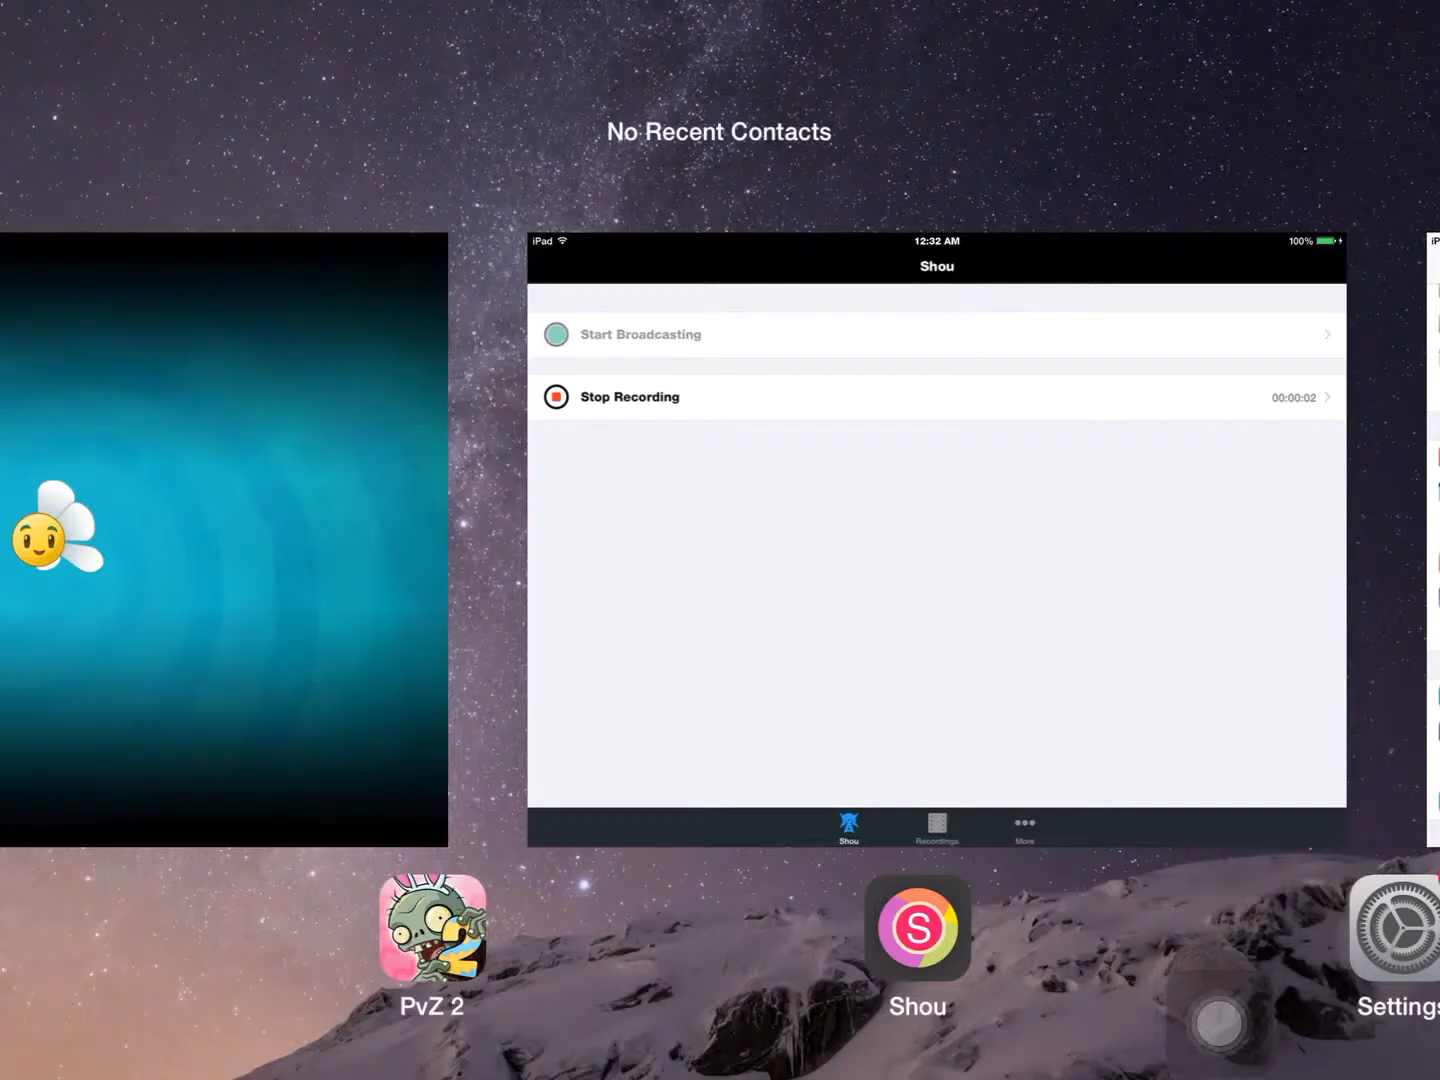 No Recent Contacts
iPad 12:32 AM 100%
Shou
Start Broadcasting
Stop Recording 00:00:02
Shou Recordings More
S
2
PvZ 2 Shou Settings